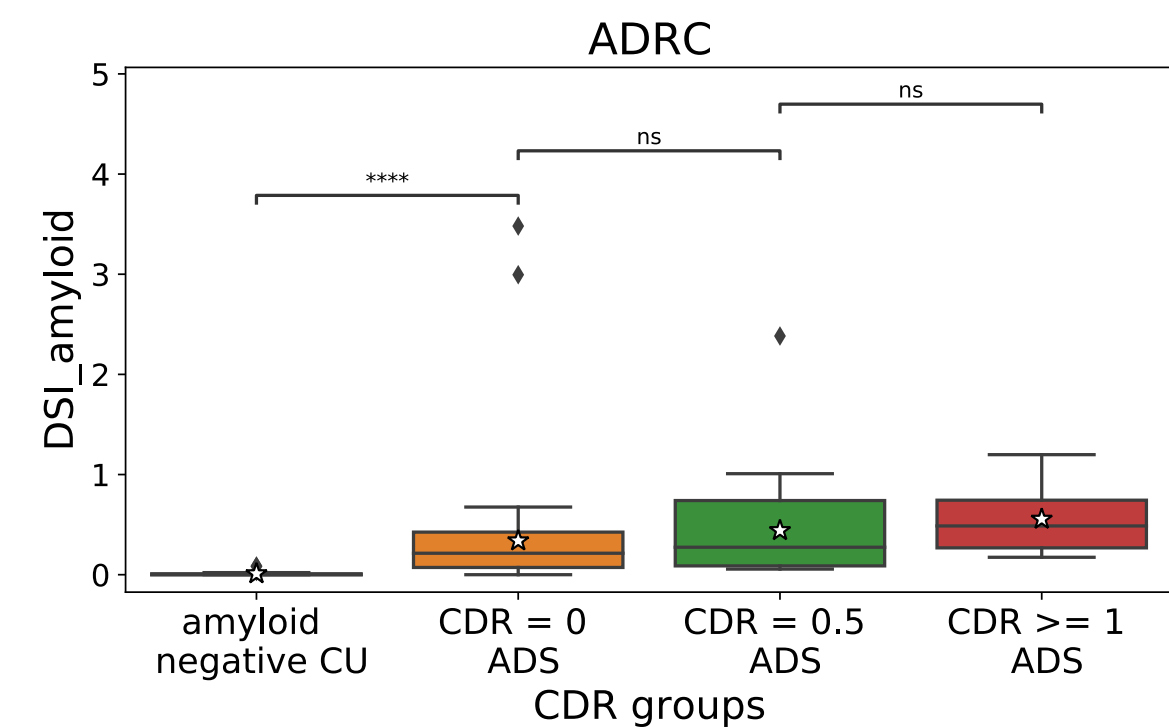 ADRC
5
4
3
2
1
0
DSI_amyloid
****
ns
ns
amyloid
negative CU
CDR = 0
ADS
CDR = 0.5
ADS
CDR >= 1
ADS
CDR groups